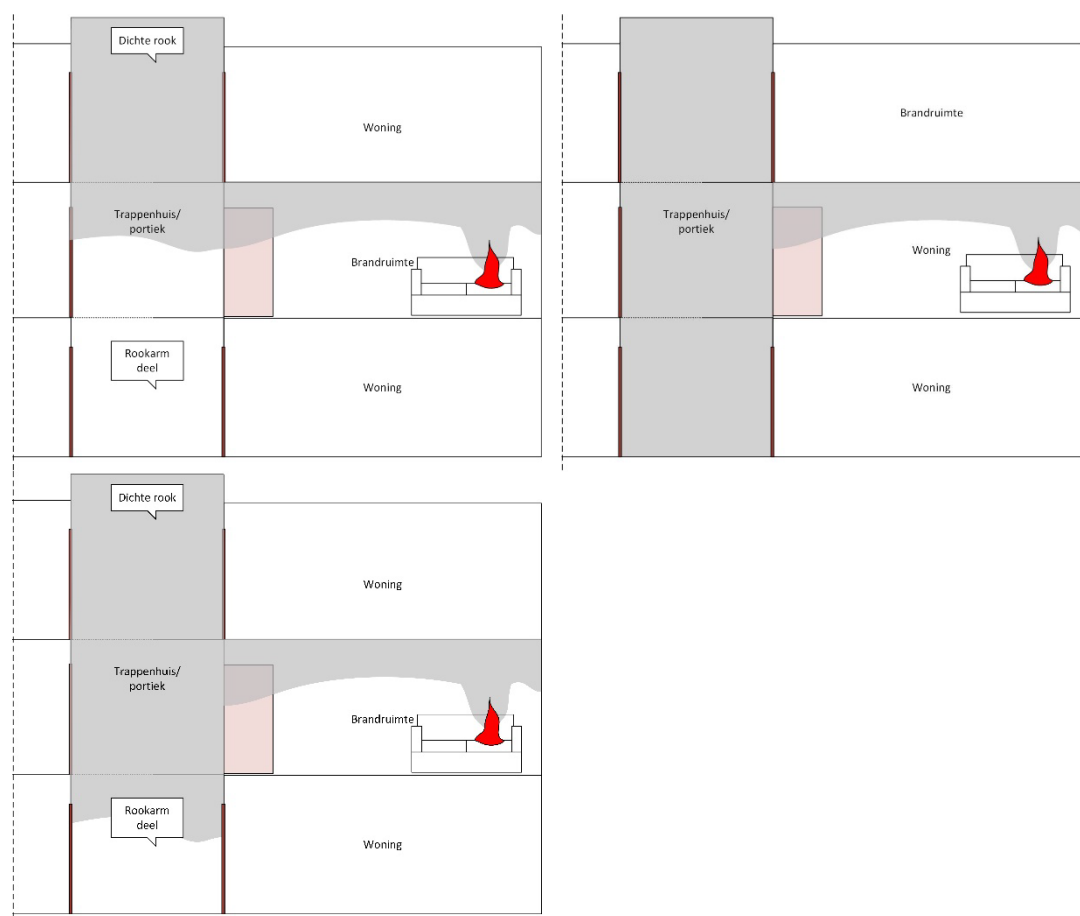 Dichte rook
Woning
Trappenhuis/
portiek
Brandruimte
Rookarm
deel
Woning
Brandruimte
Trappenhuis/
portiek
Woning
Woning
Dichte rook
Woning
Trappenhuis/
portiek
Brandruimte
Rookarm
deel
Woning